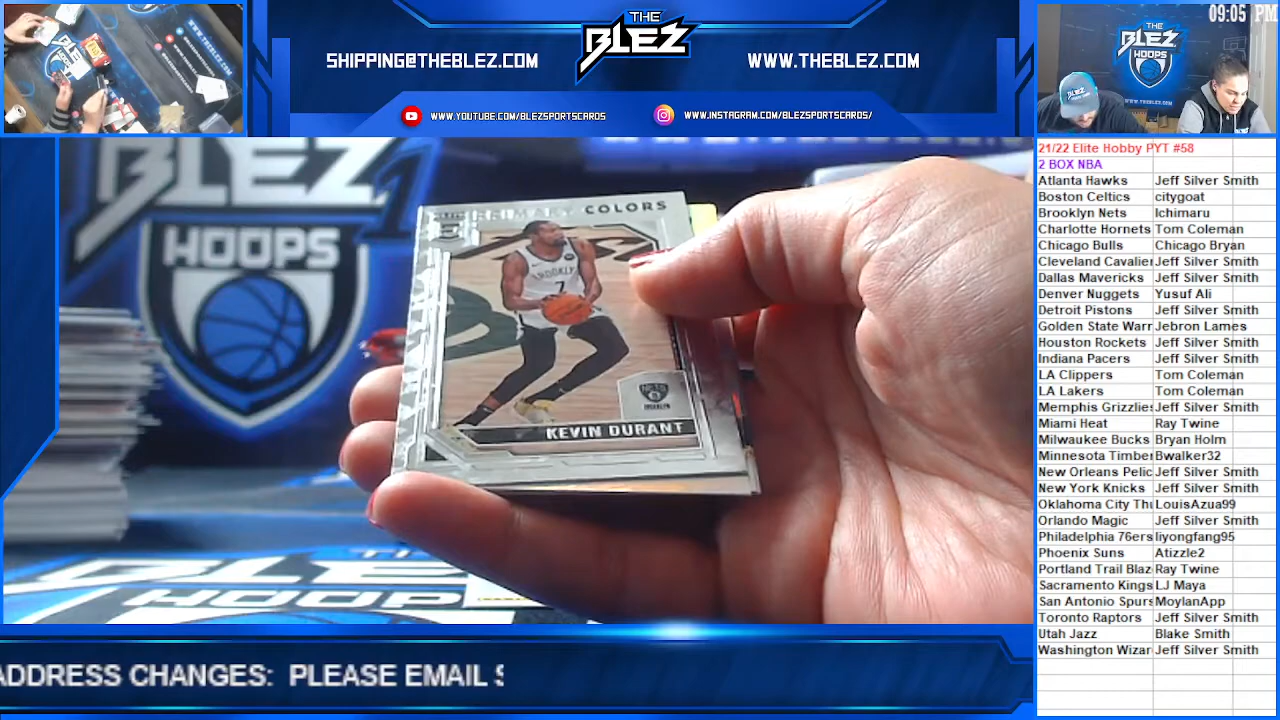 09:05 PM
THE
BLEZ
SHIPPING@THEBLEZ.COM
WWW.THEBLEZ.COM
WWW.YOUTUBE.COM/BLEZSPORTSCARDS
WWW.INSTAGRAM.COM/BLEZSPORTSCARDS/
THE
BLEZ
HOOPS
BLEZ
HOOPS
PRIMARY COLORS
BROOKLYN
7
KEVIN DURANT
THE
BLEZ
HOOPS
ADDRESS CHANGES: PLEASE EMAIL S
21/22 Elite Hobby PYT #58
2 BOX NBA
Atlanta Hawks Jeff Silver Smith
Boston Celtics citygoat
Brooklyn Nets Ichimaru
Charlotte Hornets Tom Coleman
Chicago Bulls Chicago Bryan
Cleveland Cavalier Jeff Silver Smith
Dallas Mavericks Jeff Silver Smith
Denver Nuggets Yusuf Ali
Detroit Pistons Jeff Silver Smith
Golden State Warr Jebron Lames
Houston Rockets Jeff Silver Smith
Indiana Pacers Jeff Silver Smith
LA Clippers Tom Coleman
LA Lakers Tom Coleman
Memphis Grizzlies Jeff Silver Smith
Miami Heat Ray Twine
Milwaukee Bucks Bryan Holm
Minnesota Timber Bwalker32
New Orleans Pelic Jeff Silver Smith
New York Knicks Jeff Silver Smith
Oklahoma City Thu LouisAzua99
Orlando Magic Jeff Silver Smith
Philadelphia 76ers liyongfang95
Phoenix Suns Atizzle2
Portland Trail Blaz Ray Twine
Sacramento Kings LJ Maya
San Antonio Spurs MoylanApp
Toronto Raptors Jeff Silver Smith
Utah Jazz Blake Smith
Washington Wizar Jeff Silver Smith